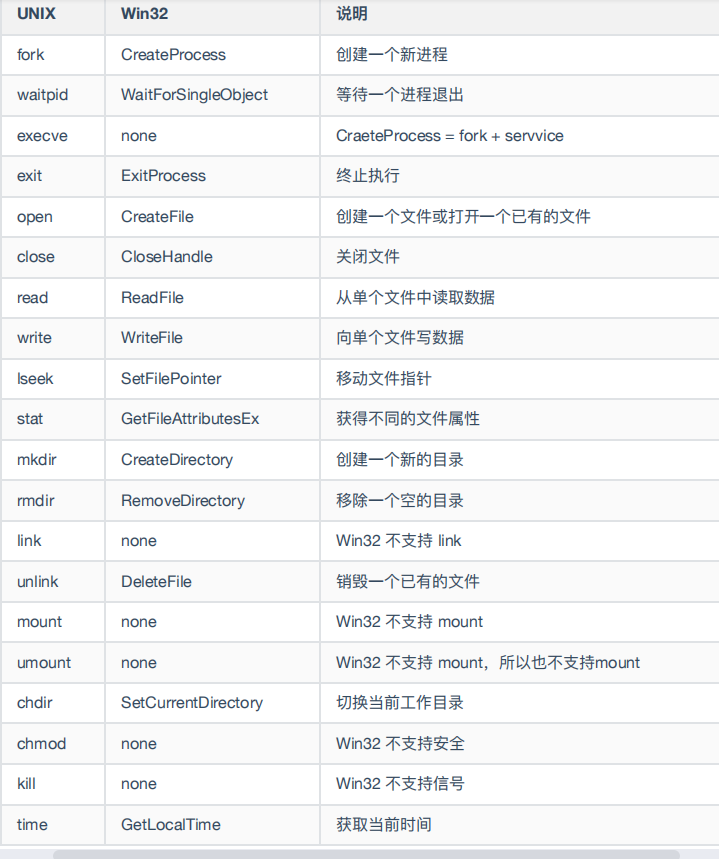 UNIX Win32 说明
fork CreateProcess 创建一个新进程
waitpid WaitForSingleObject 等待一个进程退出
execve none CraeteProcess = fork + servvice
exit ExitProcess 终止执行
open CreateFile 创建一个文件或打开一个已有的文件
close CloseHandle 关闭文件
read ReadFile 从单个文件中读取数据
write WriteFile 向单个文件写数据
lseek SetFilePointer 移动文件指针
stat GetFileAttributesEx 获得不同的文件属性
mkdir CreateDirectory 创建一个新的目录
rmdir RemoveDirectory 移除一个空的目录
link none Win32 不支持 link
unlink DeleteFile 销毁一个已有的文件
mount none Win32 不支持 mount
umount none Win32 不支持 mount，所以也不支持mount
chdir SetCurrentDirectory 切换当前工作目录
chmod none Win32 不支持安全
kill none Win32 不支持信号
time GetLocalTime 获取当前时间